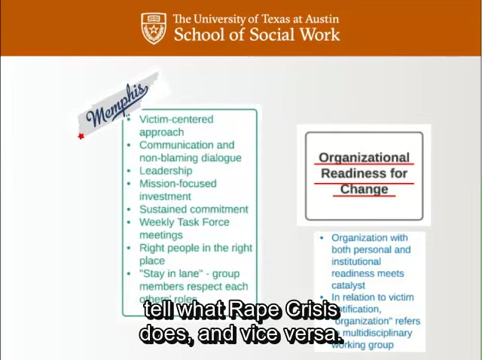 The University of Texas at Austin
School of Social Work
Memphis
• Victim-centered
approach
• Communication and
non-blaming dialogue
• Leadership
• Mission-focused
investment
• Sustained commitment
• Weekly Task Force
meetings
• Right people in the right
place
• "Stay in lane" - group
members respect each
others' roles
Organizational
Readiness for
Change
• Organization with
both personal and
institutional
readiness meets
catalyst
• In relation to victim
notification,
"organization" refers
multidisciplinary
working group
tell what Rape Crisis
does, and vice versa.